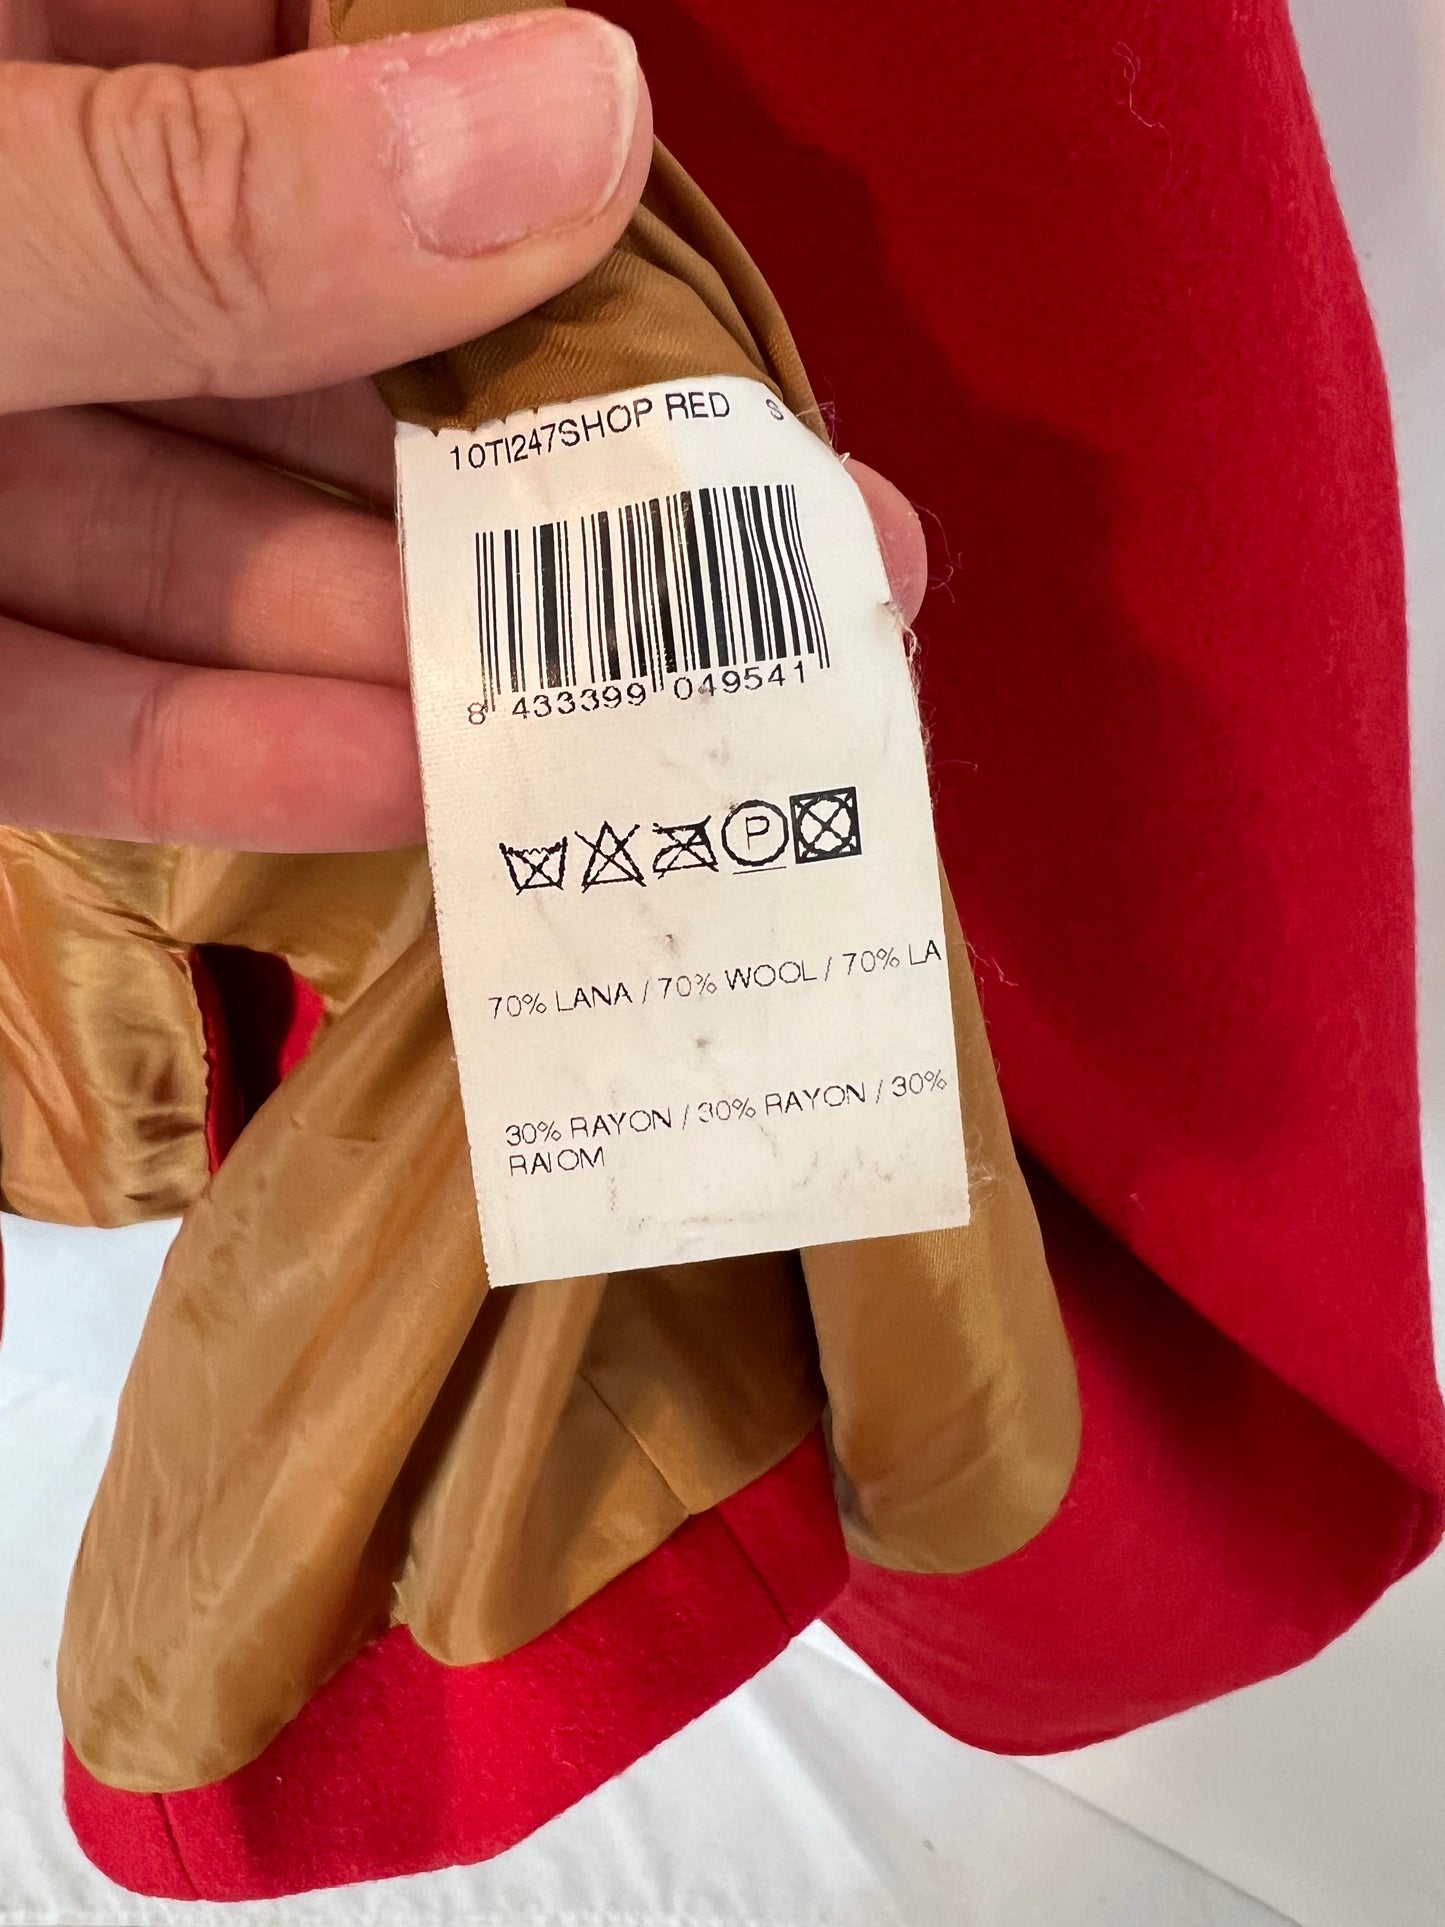 10TI247SHOP RED S
8 433399 049541
P
70% LANA / 70% WOOL / 70% LA
30% RAYON / 30% RAYON / 30%
RAIOM